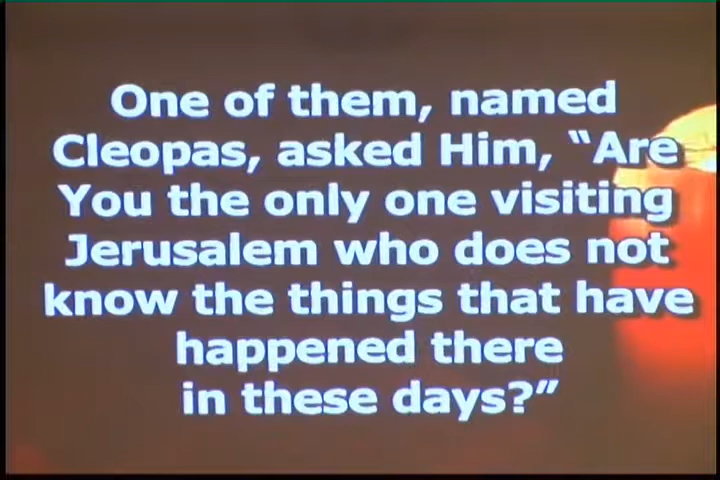 One of them, named
Cleopas, asked Him, “Are
You the only one visiting
Jerusalem who does not
know the things that have
happened there
in these days?”